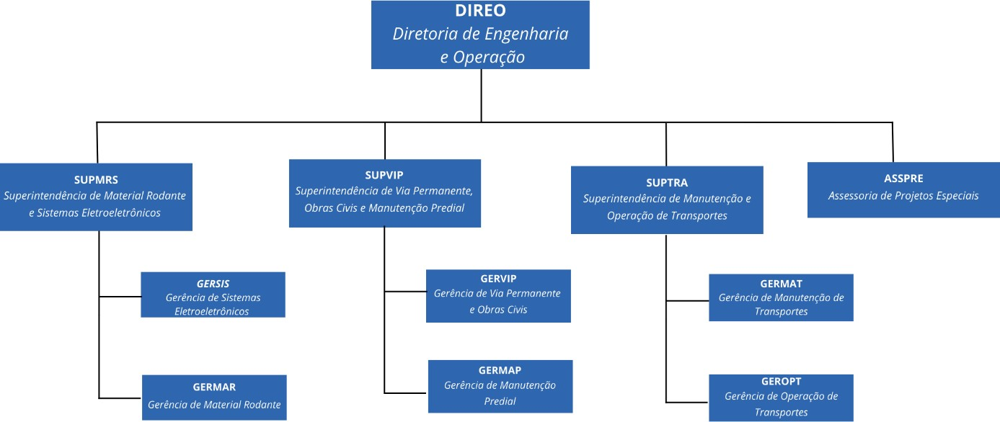 DIREO
Diretoria de Engenharia
e Operação
SUPMRS
Superintendência de Material Rodante
e Sistemas Eletroeletrônicos
SUPVIP
Superintendência de Via Permanente,
Obras Civis e Manutenção Predial
SUPTRA
Superintendência de Manutenção e
Operação de Transportes
ASSPRE
Assessoria de Projetos Especiais
GERSIS
Gerência de Sistemas
Eletroeletrônicos
GERVIP
Gerência de Via Permanente
e Obras Civis
GERMAT
Gerência de Manutenção de
Transportes
GERMAR
Gerência de Material Rodante
GERMAP
Gerência de Manutenção
Predial
GEROPT
Gerência de Operação de
Transportes